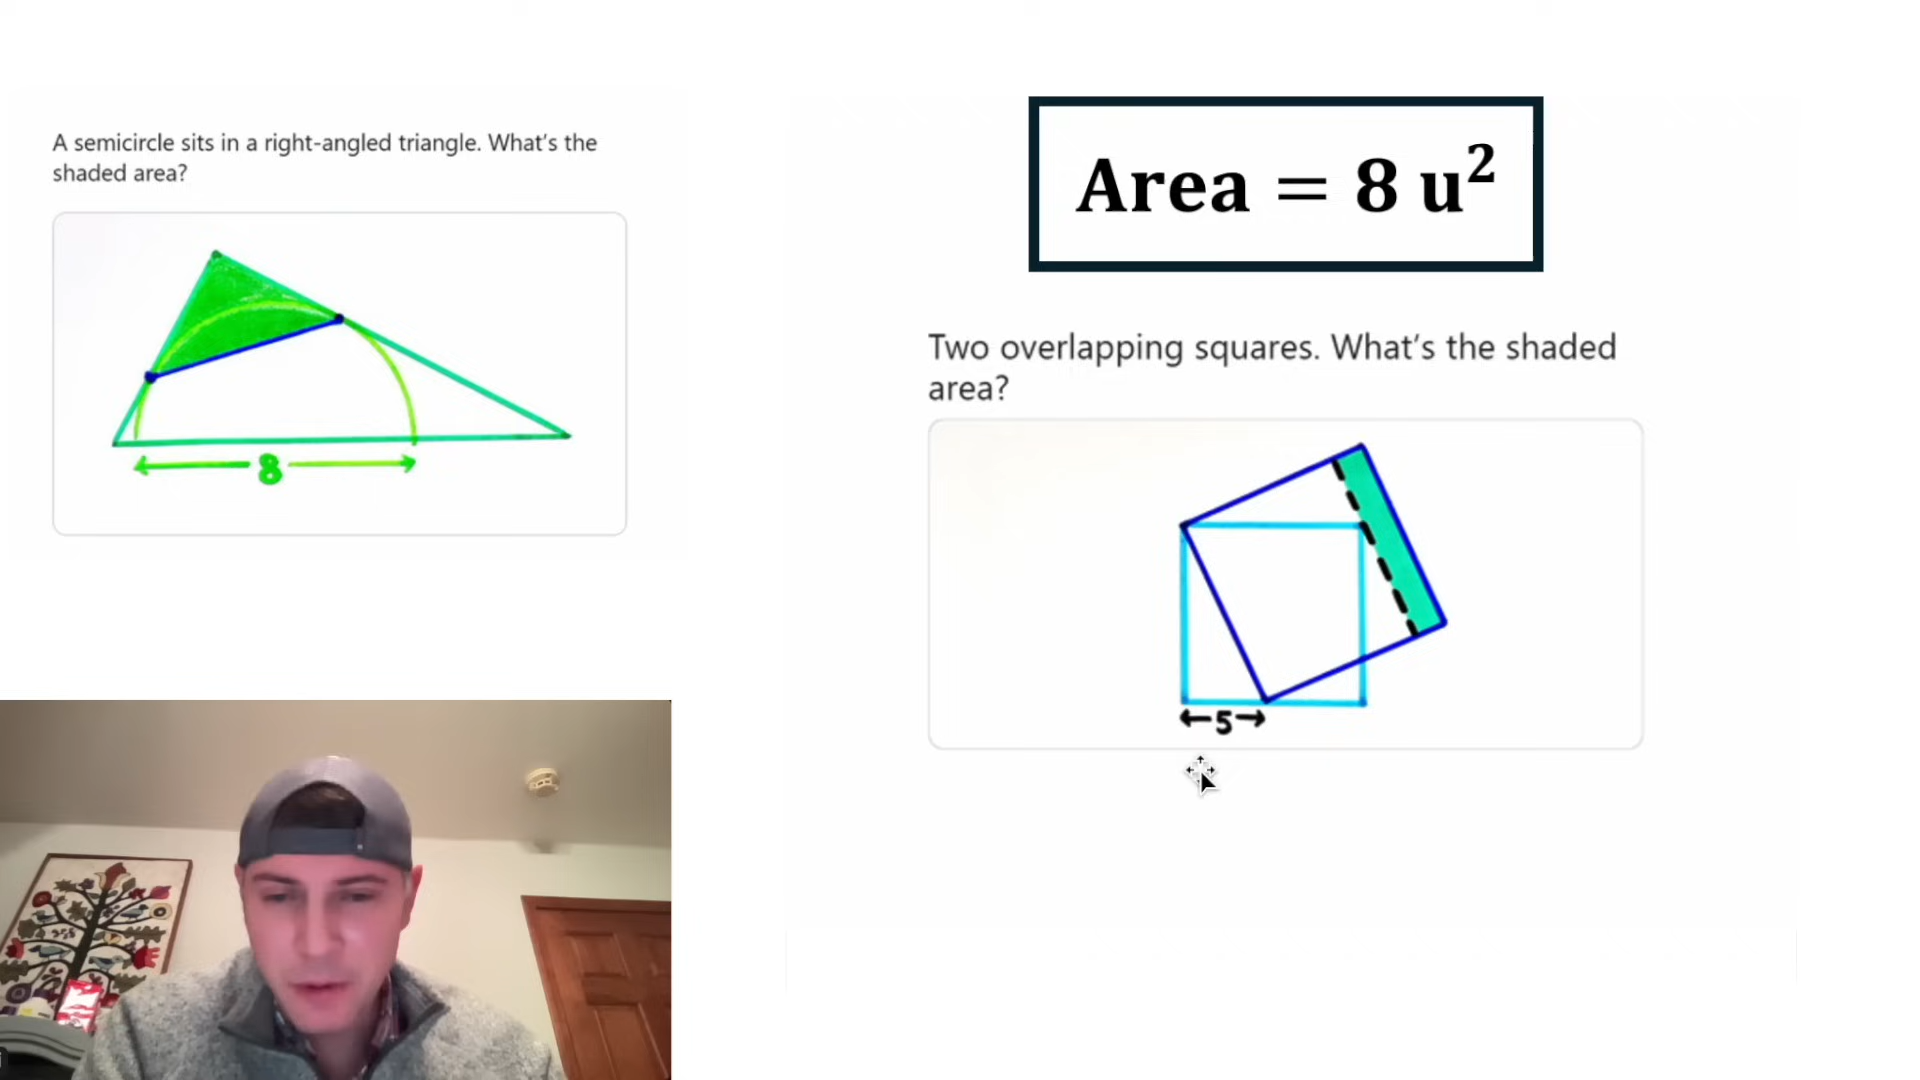 A semicircle sits in a right-angled triangle. What's the
shaded area?
8
Area = 8 u²
Two overlapping squares. What's the shaded
area?
5